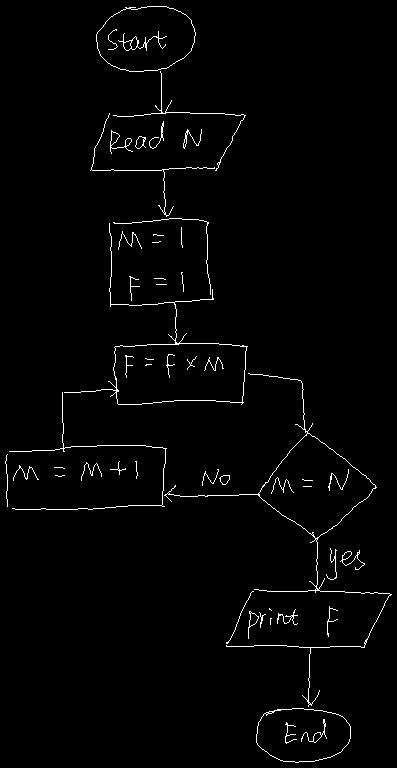 Start
Read N
M = 1
F = 1
F = F × M
M = M + 1
No
M = N
yes
print F
End